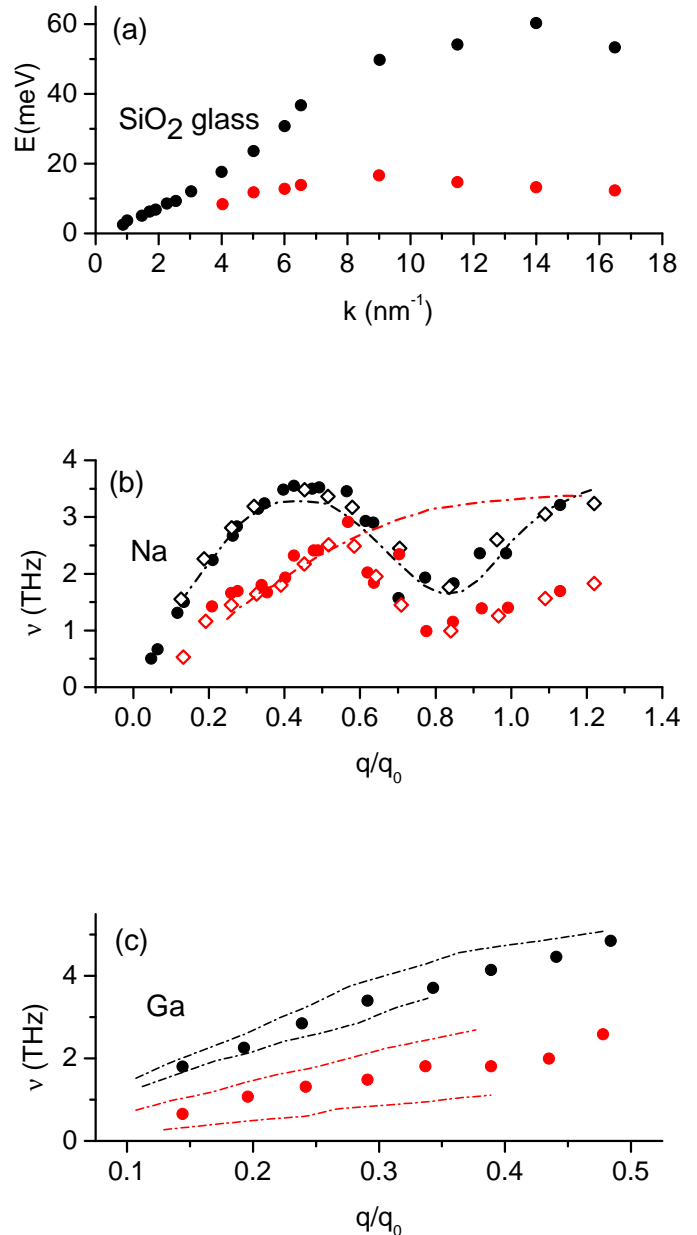 (a)
60
40
20
0
E(meV)
SiO2 glass
0 2 4 6 8 10 12 14 16 18
k (nm-1)
(b)
4
3
2
1
0
ν (THz)
Na
0.0 0.2 0.4 0.6 0.8 1.0 1.2 1.4
q/q0
(c)
4
2
0
ν (THz)
Ga
0.1 0.2 0.3 0.4 0.5
q/q0